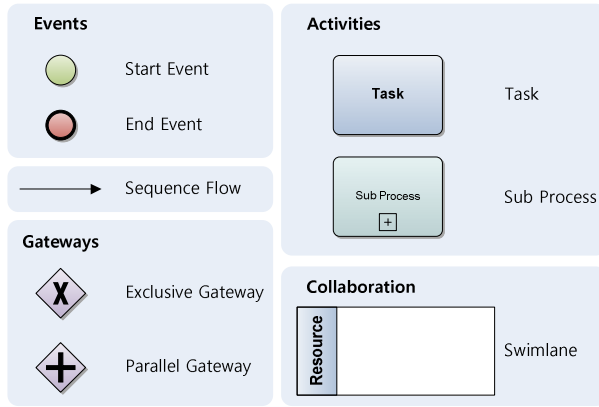 Events
Start Event
End Event
Sequence Flow
Gateways
X
Exclusive Gateway
Parallel Gateway
Activities
Task
Task
Sub Process
+
Sub Process
Collaboration
Resource
Swimlane